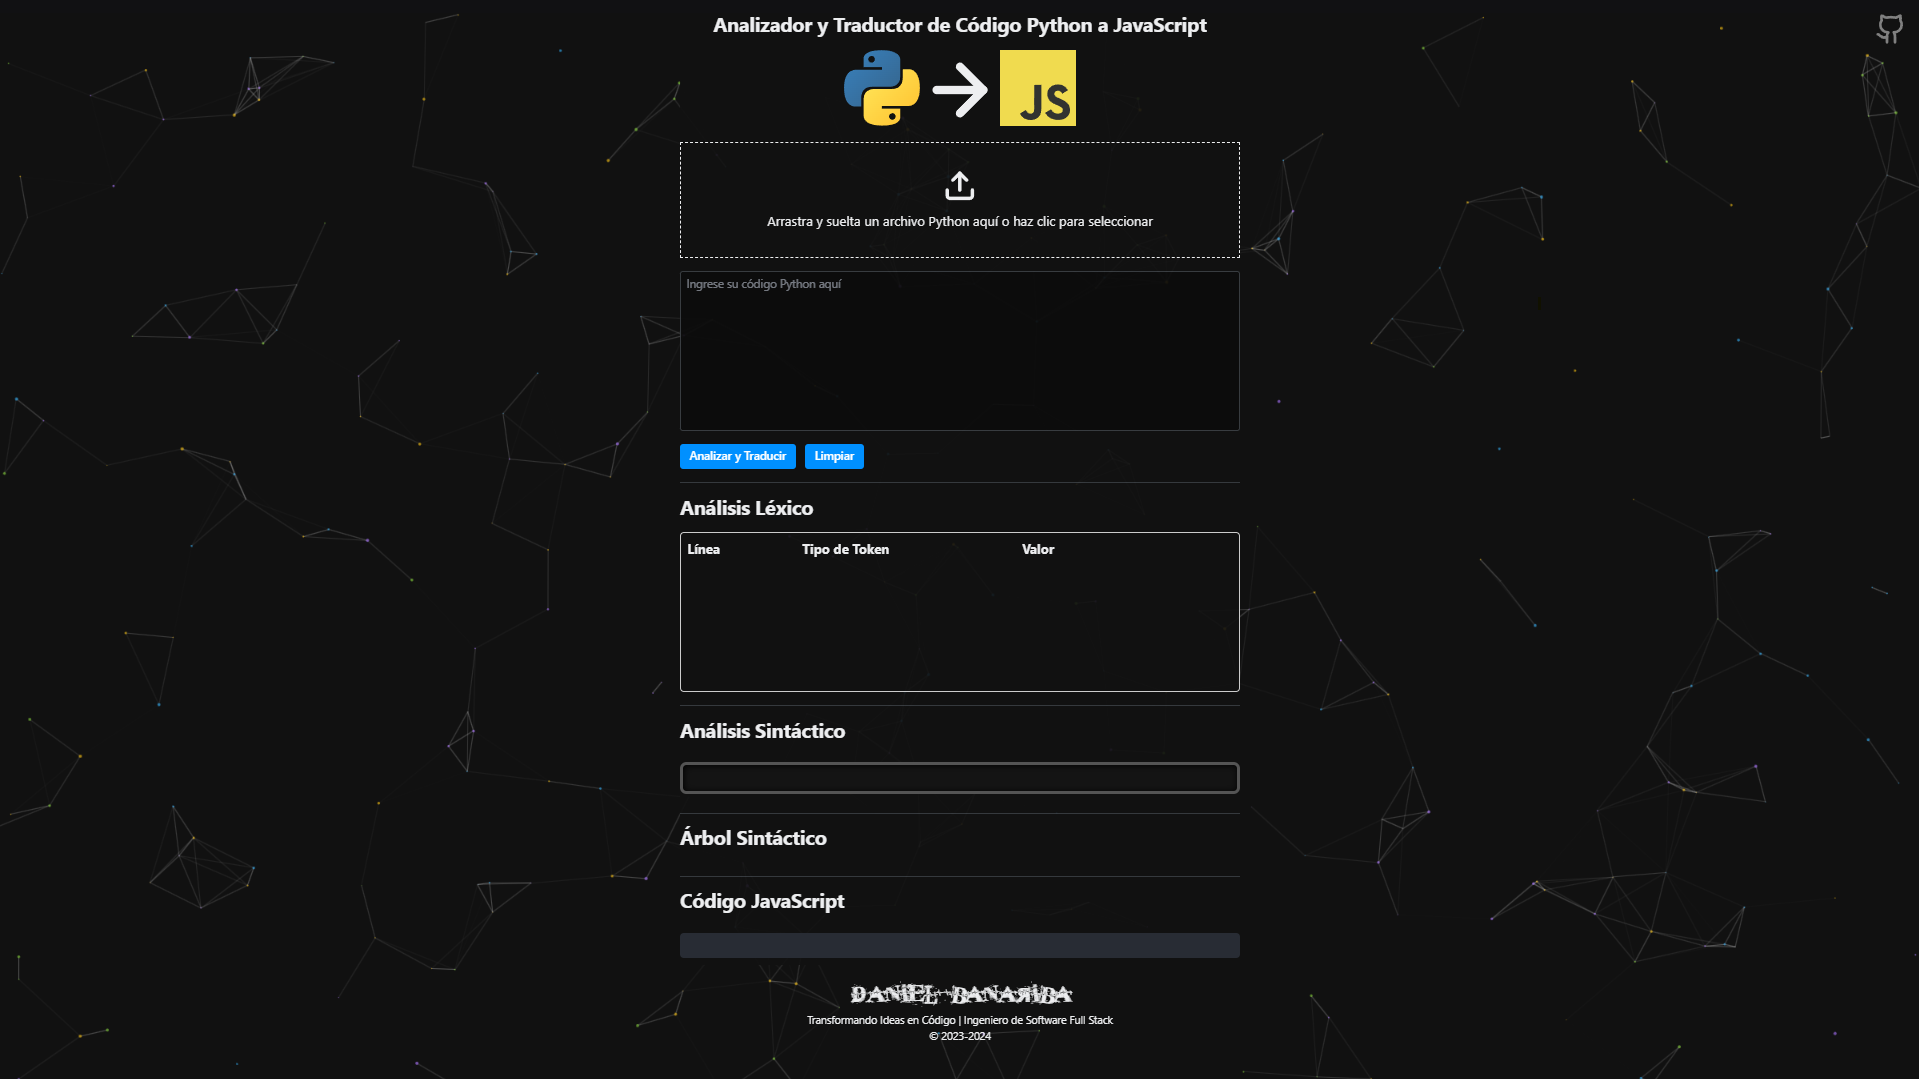 Analizador y Traductor de Código Python a JavaScript
JS
Arrastra y suelta un archivo Python aquí o haz clic para seleccionar
Ingrese su código Python aquí
Analizar y Traducir
Limpiar
Análisis Léxico
Línea Tipo de Token Valor
Análisis Sintáctico
Árbol Sintáctico
Código JavaScript
DANIEL BANARIBA
Transformando Ideas en Código | Ingeniero de Software Full Stack
© 2023-2024